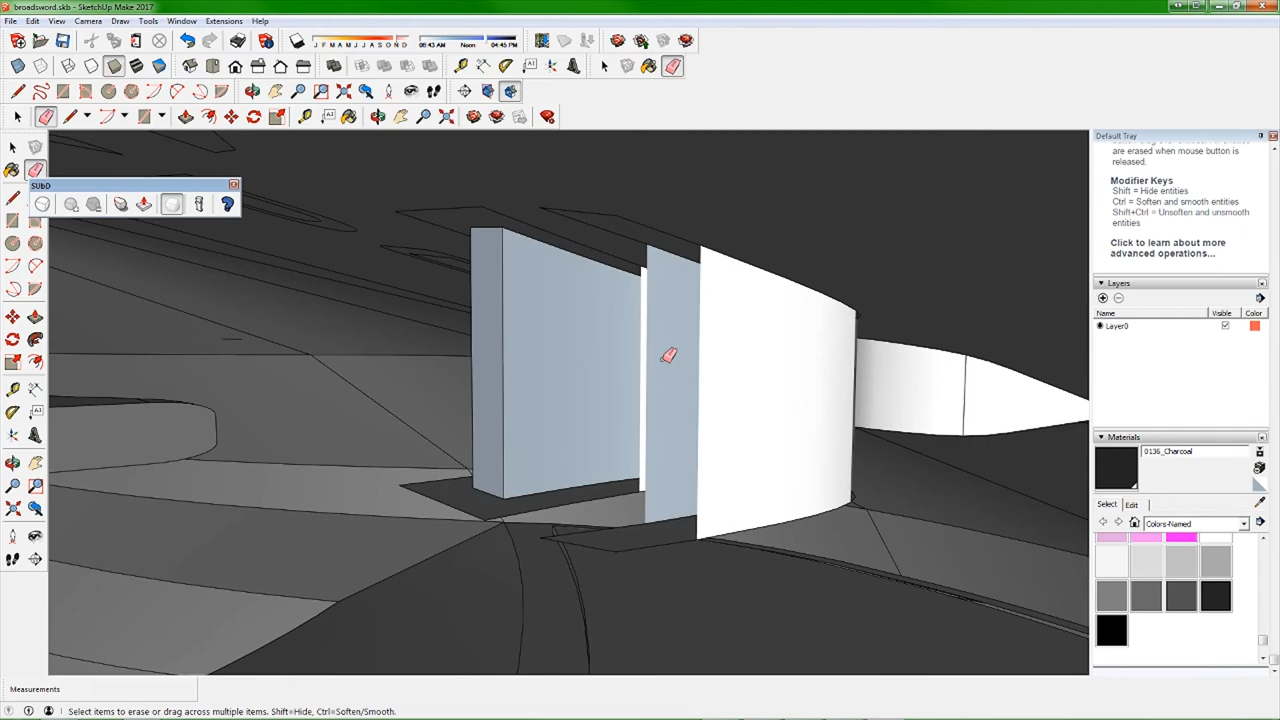 broadsword.skb - SketchUp Make 2017
File Edit View Camera Draw Tools Window Extensions Help
J F M A M J J A S O N D
06:43 AM Noon 04:45 PM
SUbD
Default Tray
are erased when mouse button is
released.
Modifier Keys
Shift = Hide entities
Ctrl = Soften and smooth entities
Shift+Ctrl = Unsoften and unsmooth
entities
Click to learn about more
advanced operations...
Layers
Name Visible Color
Layer0
Materials
0136_Charcoal
Select Edit
Colors-Named
Measurements
Select items to erase or drag across multiple items. Shift=Hide, Ctrl=Soften/Smooth.